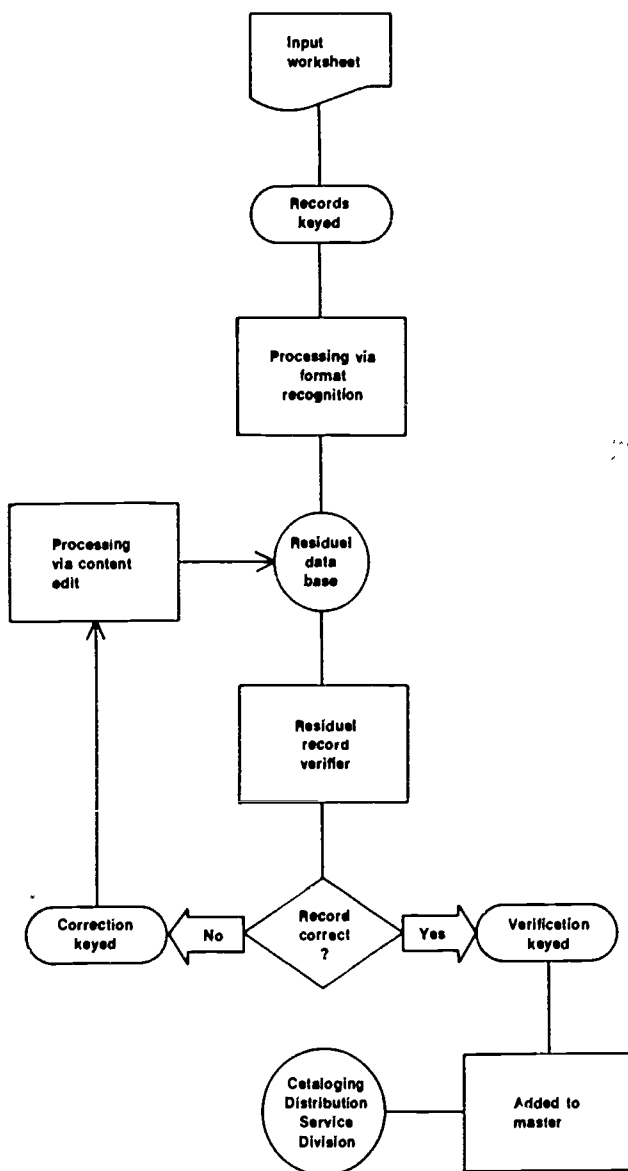 Input
worksheet
Records
keyed
Processing via
format
recognition
Processing
via content
edit
Residuel
data
base
Residuel
record
verifier
Correction
keyed
No
Record
correct
?
Yes
Verification
keyed
Cetaloging
Distribution
Service
Division
Added to
master